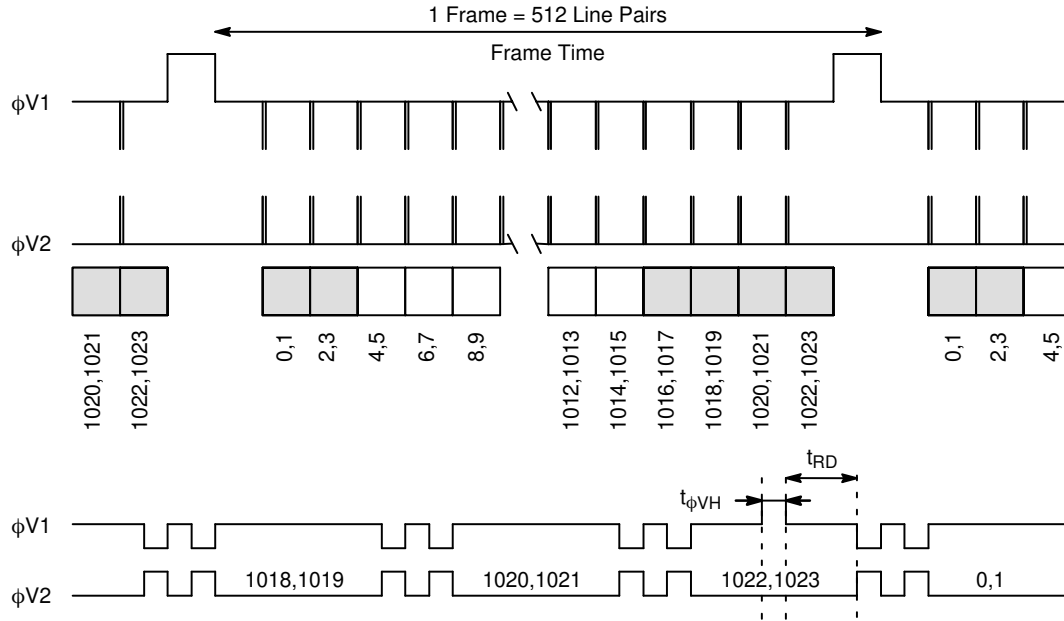 1 Frame = 512 Line Pairs
Frame Time
ϕV1
ϕV2
1020,1021
1022,1023
0,1
2,3
4,5
6,7
8,9
1012,1013
1014,1015
1016,1017
1018,1019
1020,1021
1022,1023
0,1
2,3
4,5
tRD
tϕVH
ϕV1
ϕV2
1018,1019
1020,1021
1022,1023
0,1